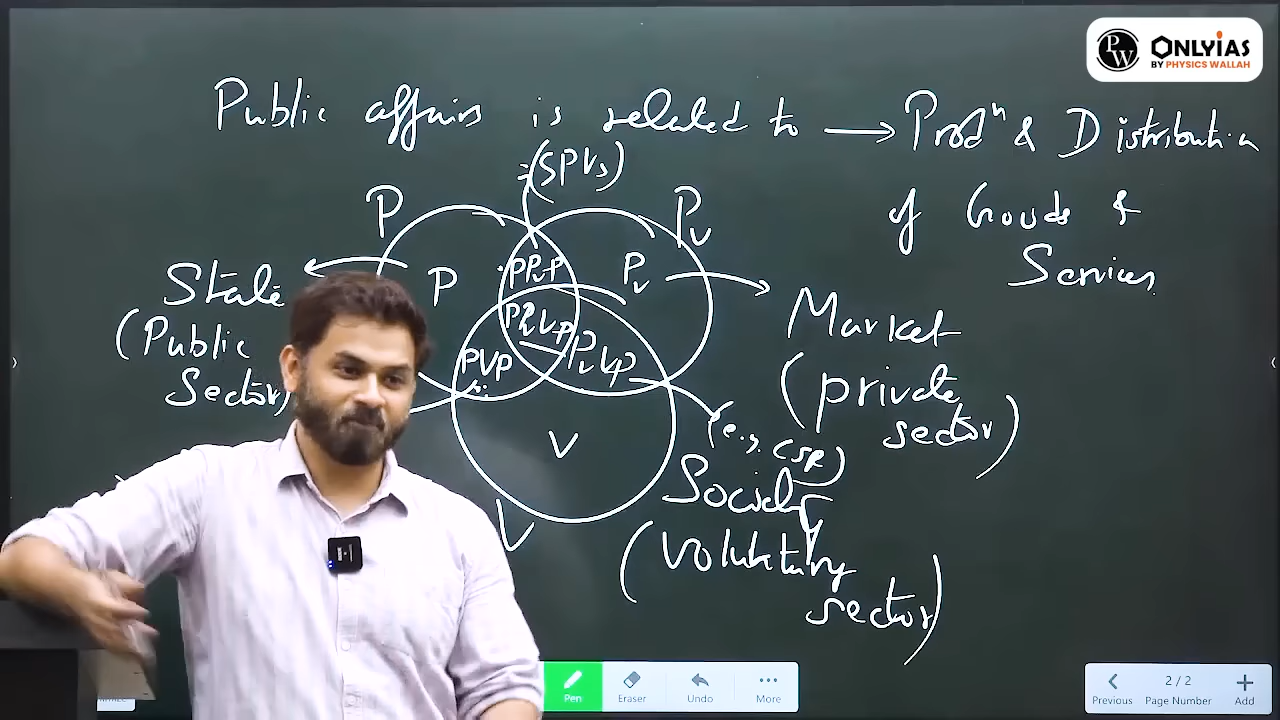 PW ONLYIAS
BY PHYSICS WALLAH
Public affairs is related to → Prodⁿ & Distribution
of Goods &
Services
(SPVs)
P
Pv
State
(Public
Sector)
P
PPvP
Pv
Market
(private
sector)
PPvVP
PVP
PvVP
(e.g. CSR)
V
Society
(Voluntary
sector)
V
Pen
Eraser
Undo
More
Previous
2 / 2
Page Number
Add